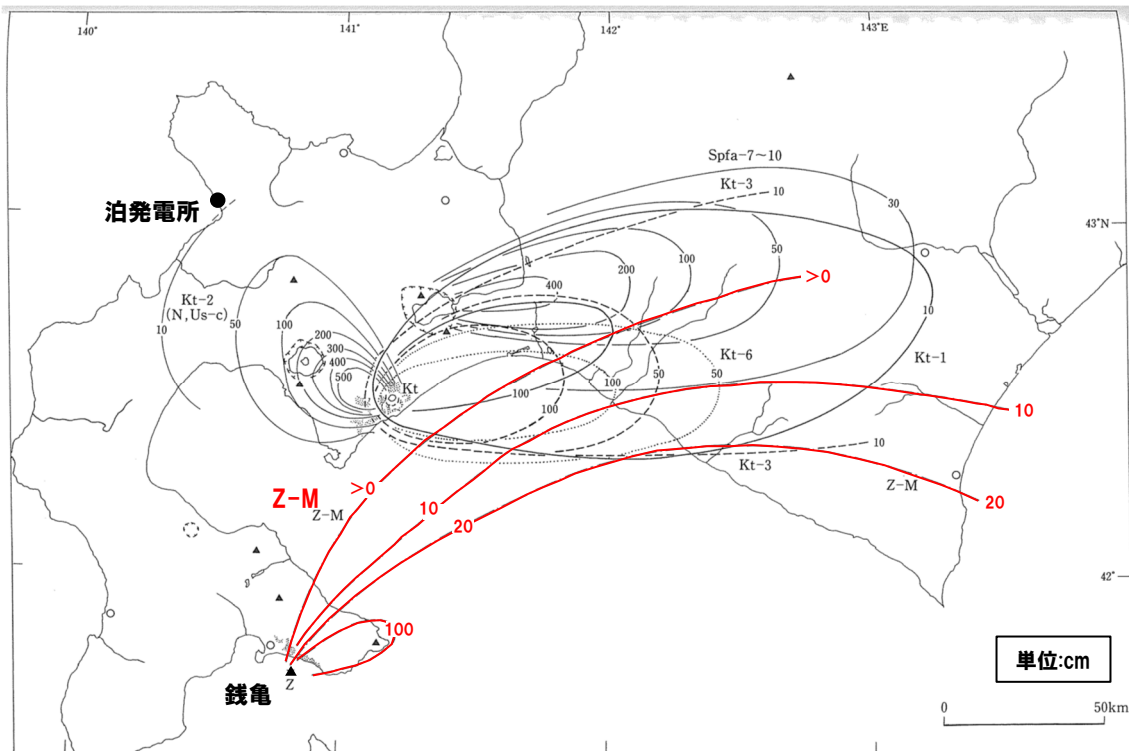 140°
141°
142°
143°E
Spfa-7~10
Kt-3
10
30
泊発電所
43°N
50
100
200
>0
Kt-2
(N,Us-c)
10
50
100
200
300
400
500
400
10
Kt
Kt-6
Kt-1
100
50
50
100
100
10
10
Kt-3
Z-M
20
Z-M
>0
Z-M
10
20
42°
100
単位:cm
銭亀
Z
0
50km